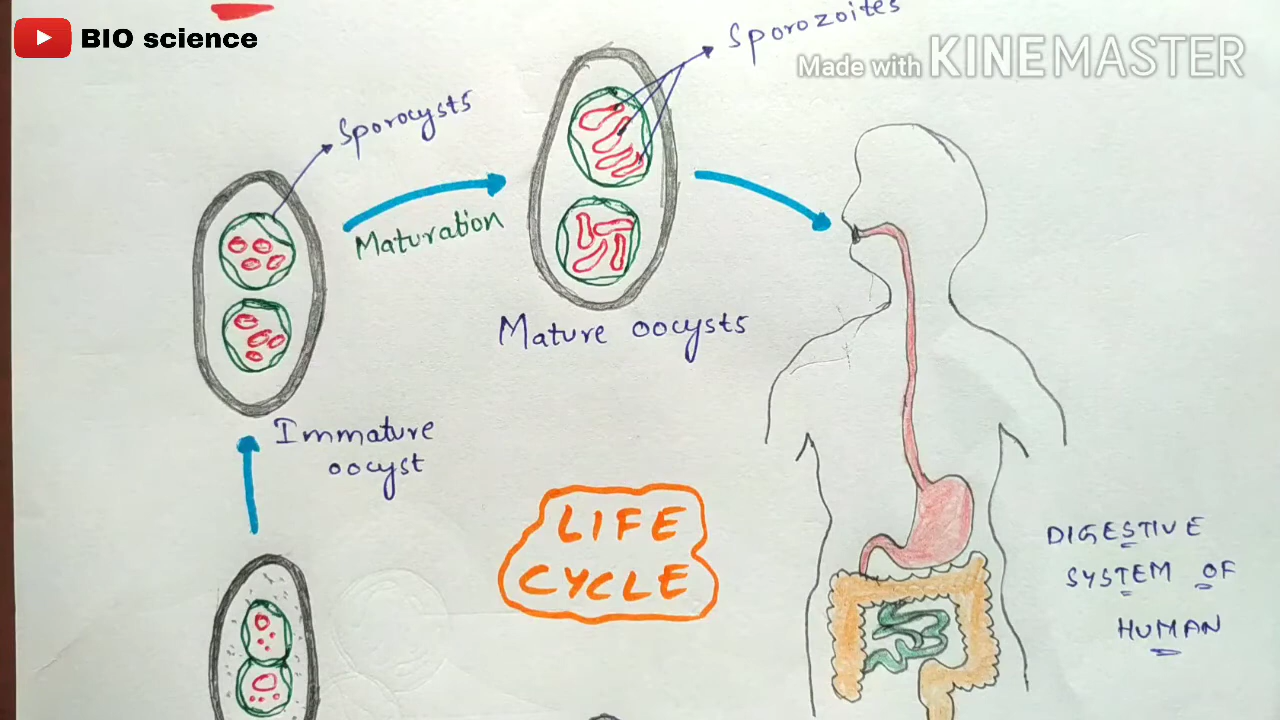 BIO science
Made with KINEMASTER
Sporozoites
Sporocysts
Maturation
Mature oocysts
Immature
oocyst
LIFE
CYCLE
DIGESTIVE
SYSTEM OF
HUMAN